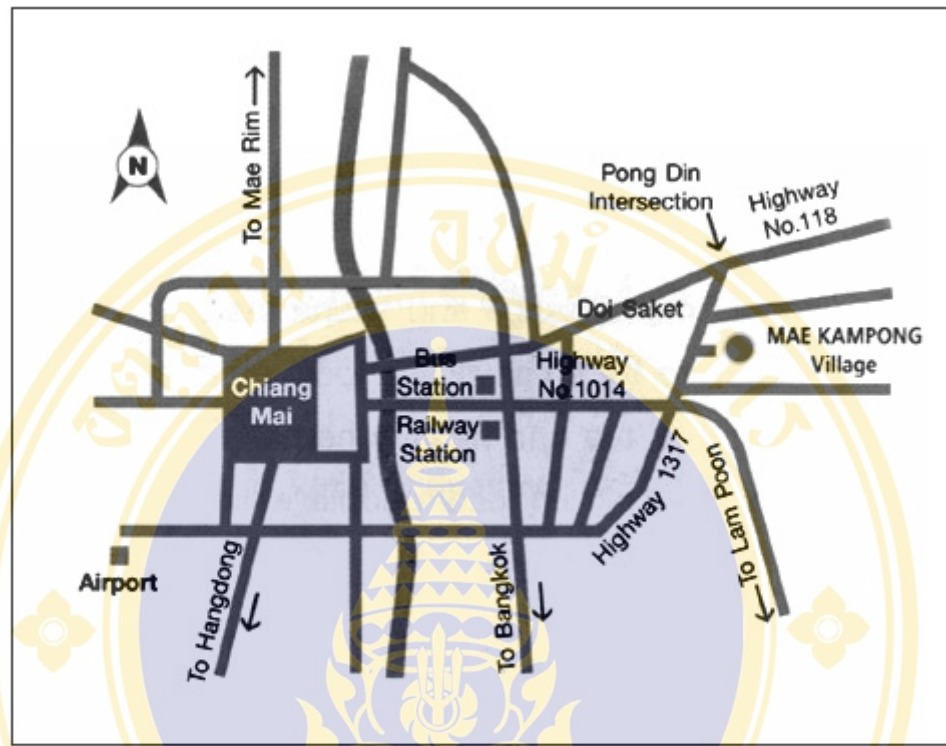 N
To Mae Rim
Pong Din
Intersection
Highway
No.118
Doi Saket
MAE KAMPONG
Village
Chiang
Mai
Bus
Station
Highway
No.1014
Railway
Station
Highway 1317
To Lam Poon
Airport
To Hangdong
To Bangkok